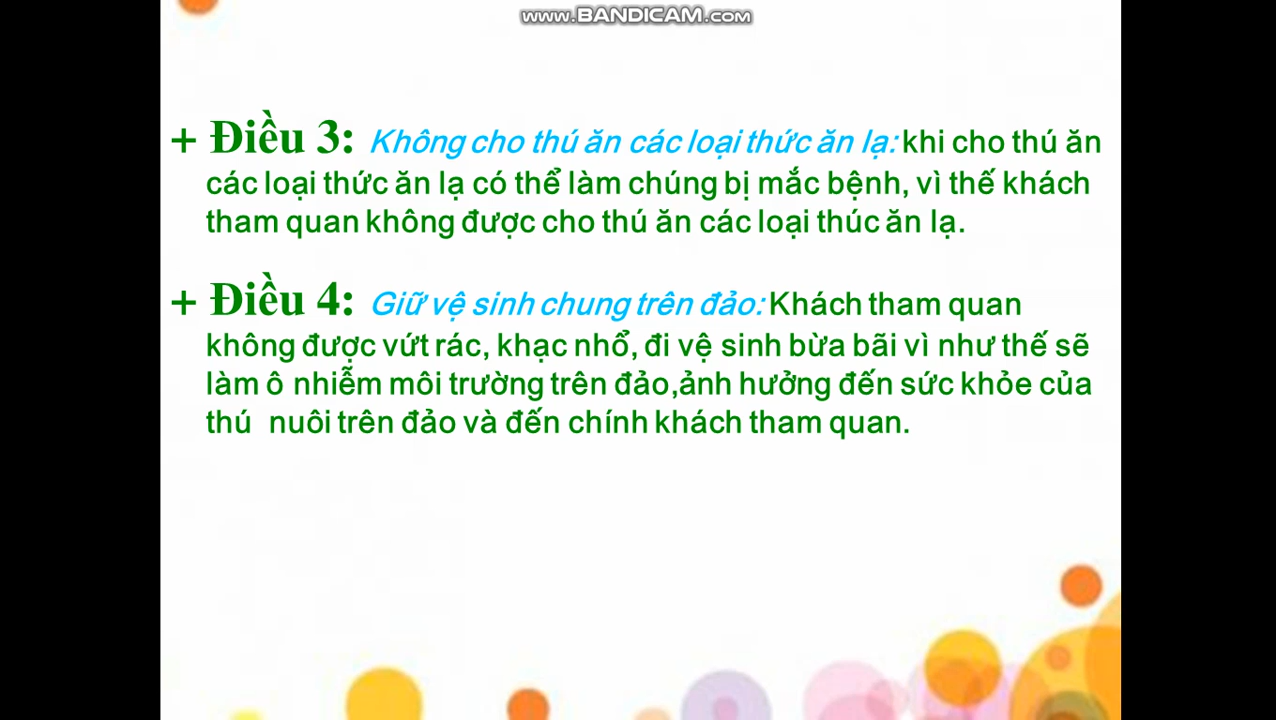 www.BANDICAM.com
+ Điều 3: Không cho thú ăn các loại thức ăn lạ: khi cho thú ăn
các loại thức ăn lạ có thể làm chúng bị mắc bệnh, vì thế khách
tham quan không được cho thú ăn các loại thúc ăn lạ.
+ Điều 4: Giữ vệ sinh chung trên đảo: Khách tham quan
không được vứt rác, khạc nhổ, đi vệ sinh bừa bãi vì như thế sẽ
làm ô nhiễm môi trường trên đảo,ảnh hưởng đến sức khỏe của
thú nuôi trên đảo và đến chính khách tham quan.